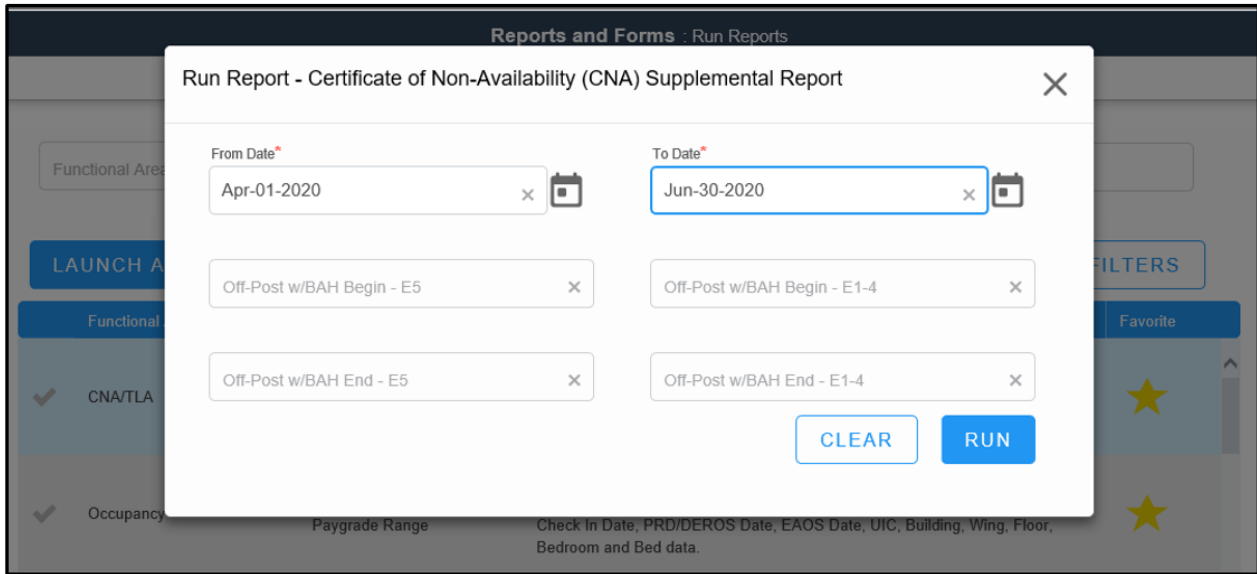 Reports and Forms : Run Reports
Run Report - Certificate of Non-Availability (CNA) Supplemental Report
From Date*
To Date*
Functional Area
Apr-01-2020
Jun-30-2020
LAUNCH A
FILTERS
Off-Post w/BAH Begin - E5
Off-Post w/BAH Begin - E1-4
Functional
Favorite
Off-Post w/BAH End - E5
Off-Post w/BAH End - E1-4
CNA/TLA
CLEAR
RUN
Occupancy
Paygrade Range
Check In Date, PRD/DEROS Date, EAOS Date, UIC, Building, Wing, Floor,
Bedroom and Bed data.